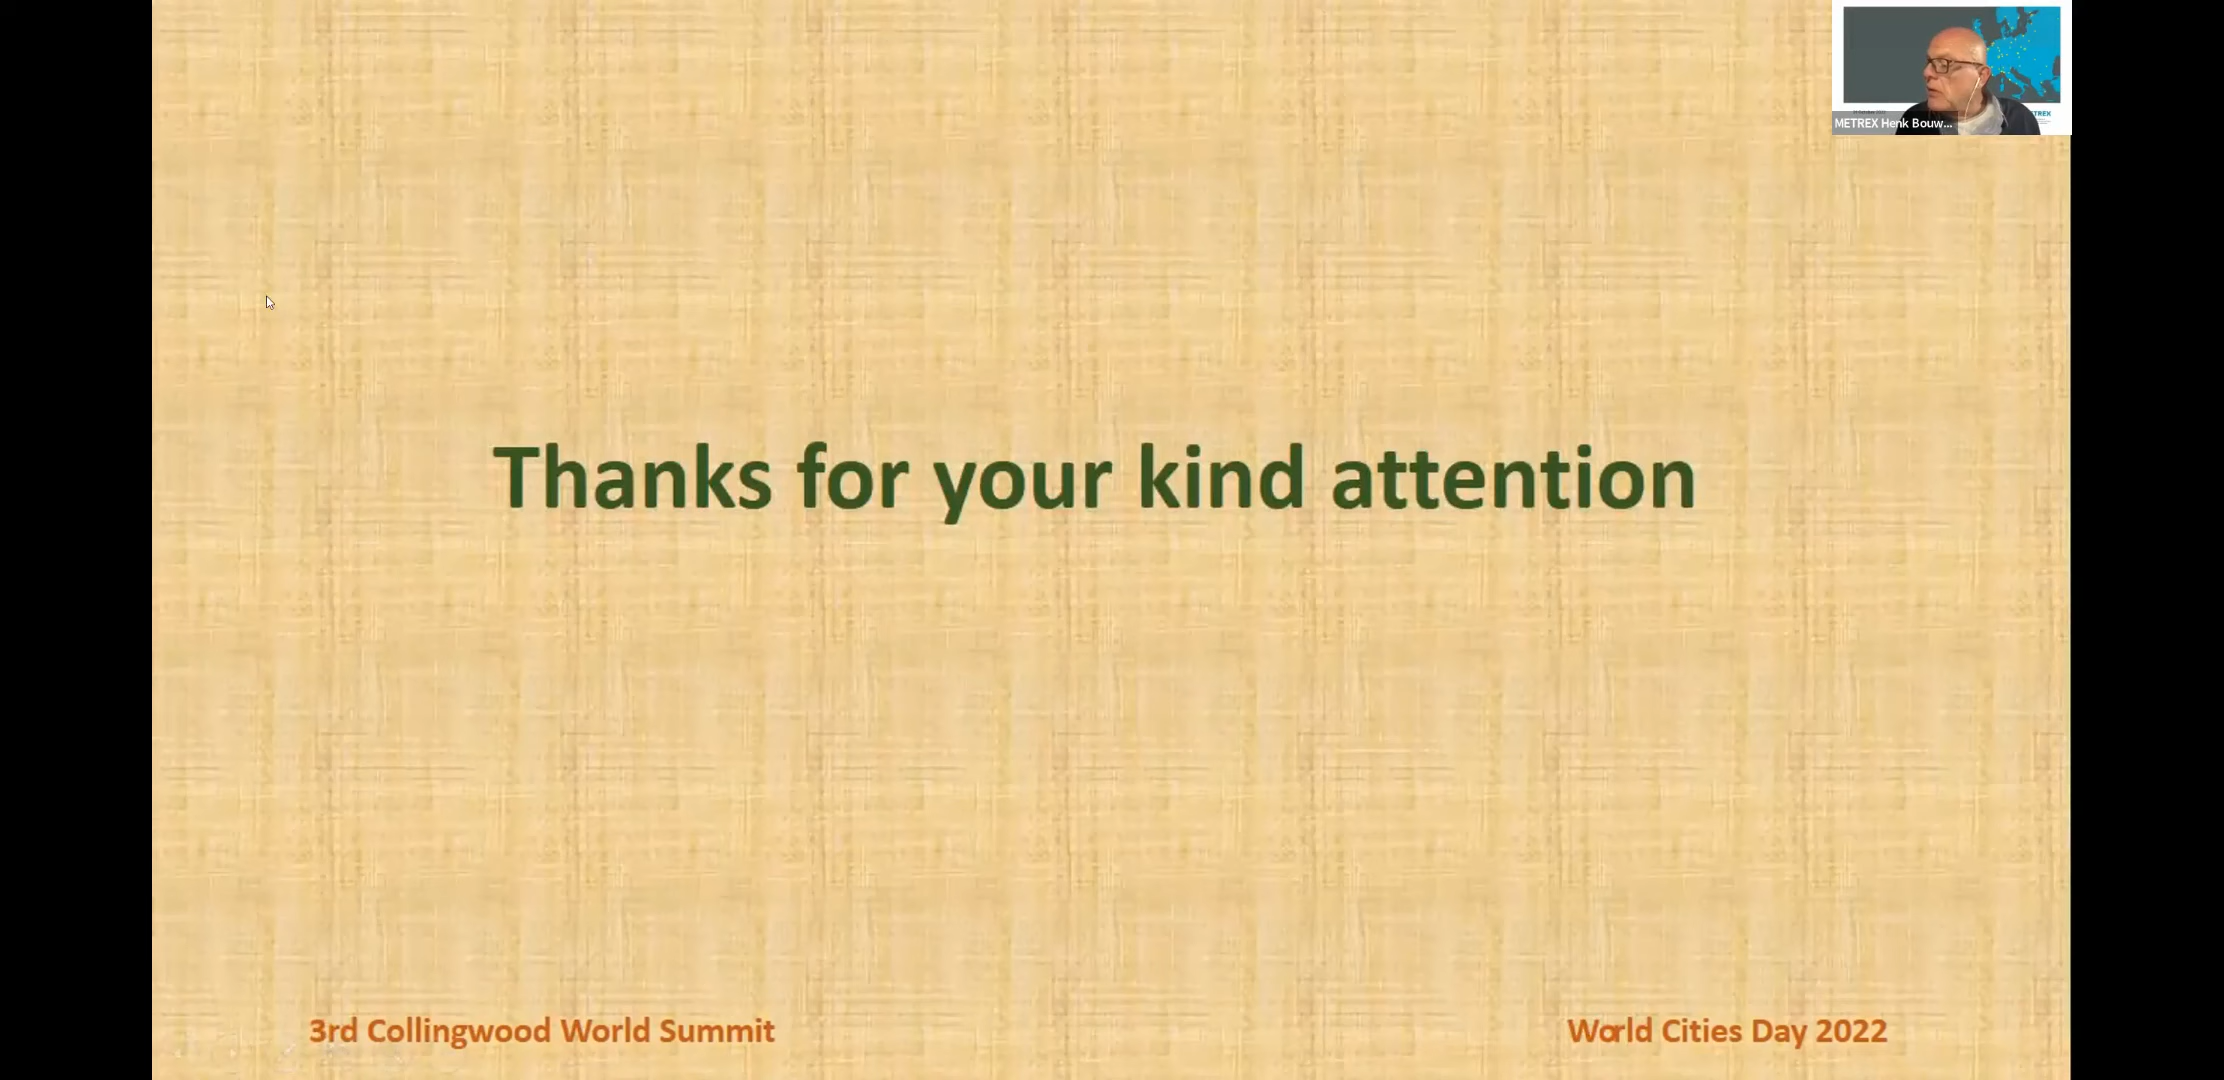 METREX Henk Bouw...
Thanks for your kind attention
3rd Collingwood World Summit
World Cities Day 2022